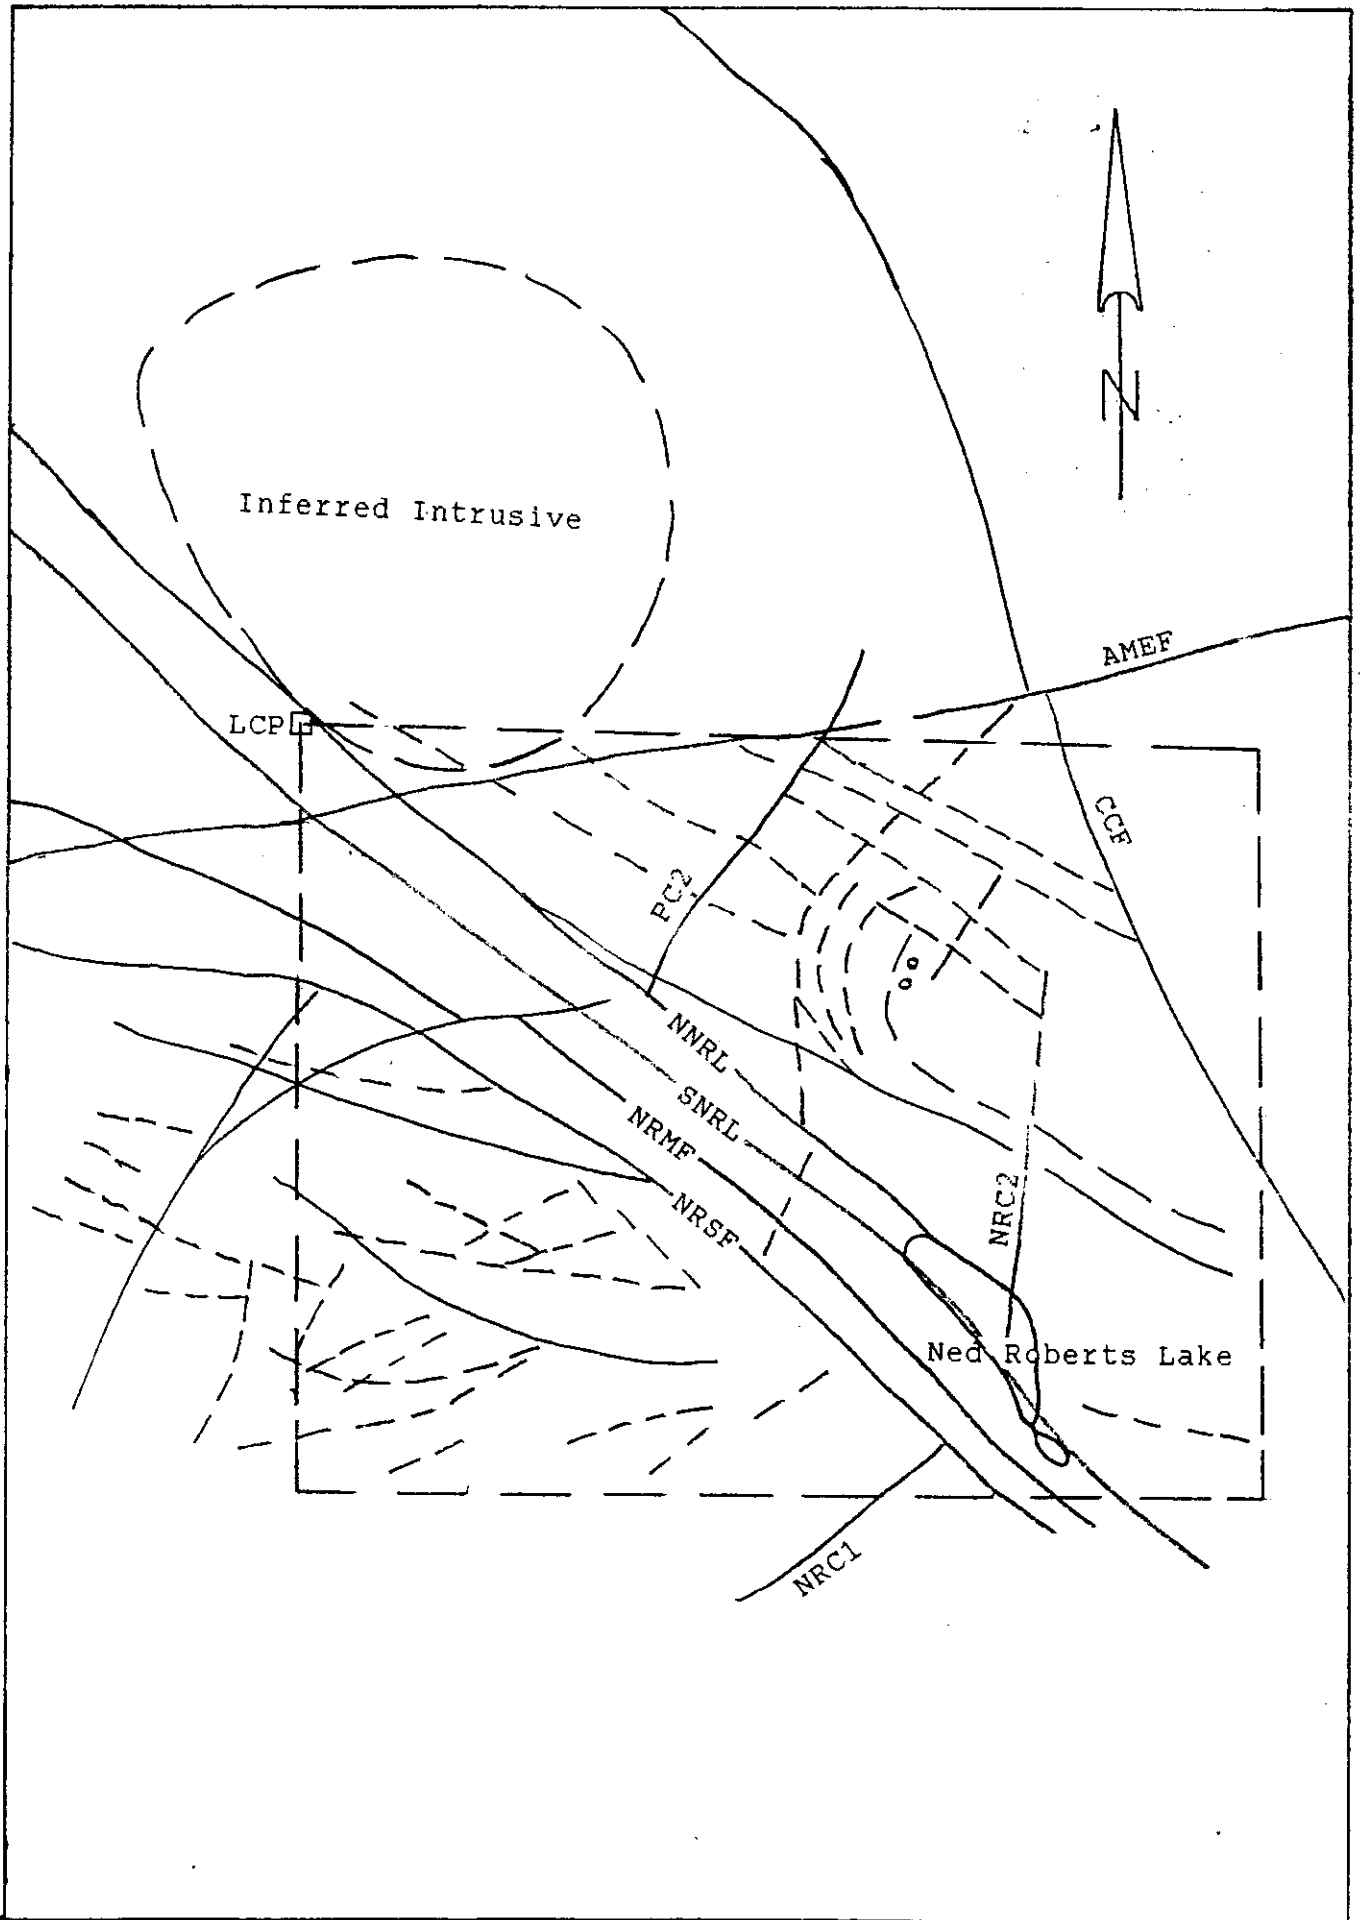 N
Inferred Intrusive
AMEF
LCP
CCF
PC2
NNRL
SNRL
NRMF
NRC2
NRSF
Ned Roberts Lake
NRC1